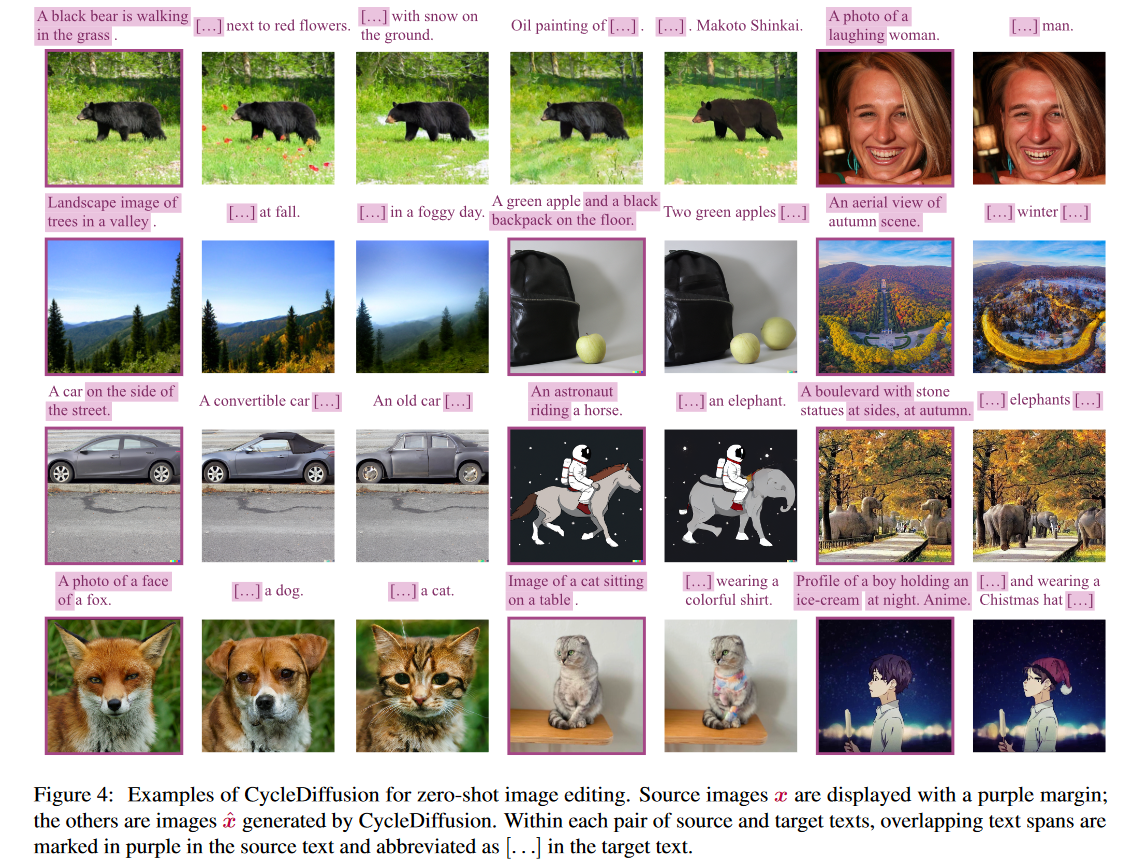 A black bear is walking
in the grass .
[…] next to red flowers.
[…] with snow on
the ground.
Oil painting of […] .
[…] . Makoto Shinkai.
A photo of a
laughing woman.
[…] man.
Landscape image of
trees in a valley .
[…] at fall.
[…] in a foggy day.
A green apple and a black
backpack on the floor.
Two green apples […]
An aerial view of
autumn scene.
[…] winter […]
A car on the side of
the street.
A convertible car […]
An old car […]
An astronaut
riding a horse.
[…] an elephant.
A boulevard with stone
statues at sides, at autumn.
[…] elephants […]
A photo of a face
of a fox.
[…] a dog.
[…] a cat.
Image of a cat sitting
on a table .
[…] wearing a
colorful shirt.
Profile of a boy holding an
ice-cream at night. Anime.
[…] and wearing a
Chistmas hat […]
Figure 4: Examples of CycleDiffusion for zero-shot image editing. Source images x are displayed with a purple margin;
the others are images x̂ generated by CycleDiffusion. Within each pair of source and target texts, overlapping text spans are
marked in purple in the source text and abbreviated as [. . .] in the target text.